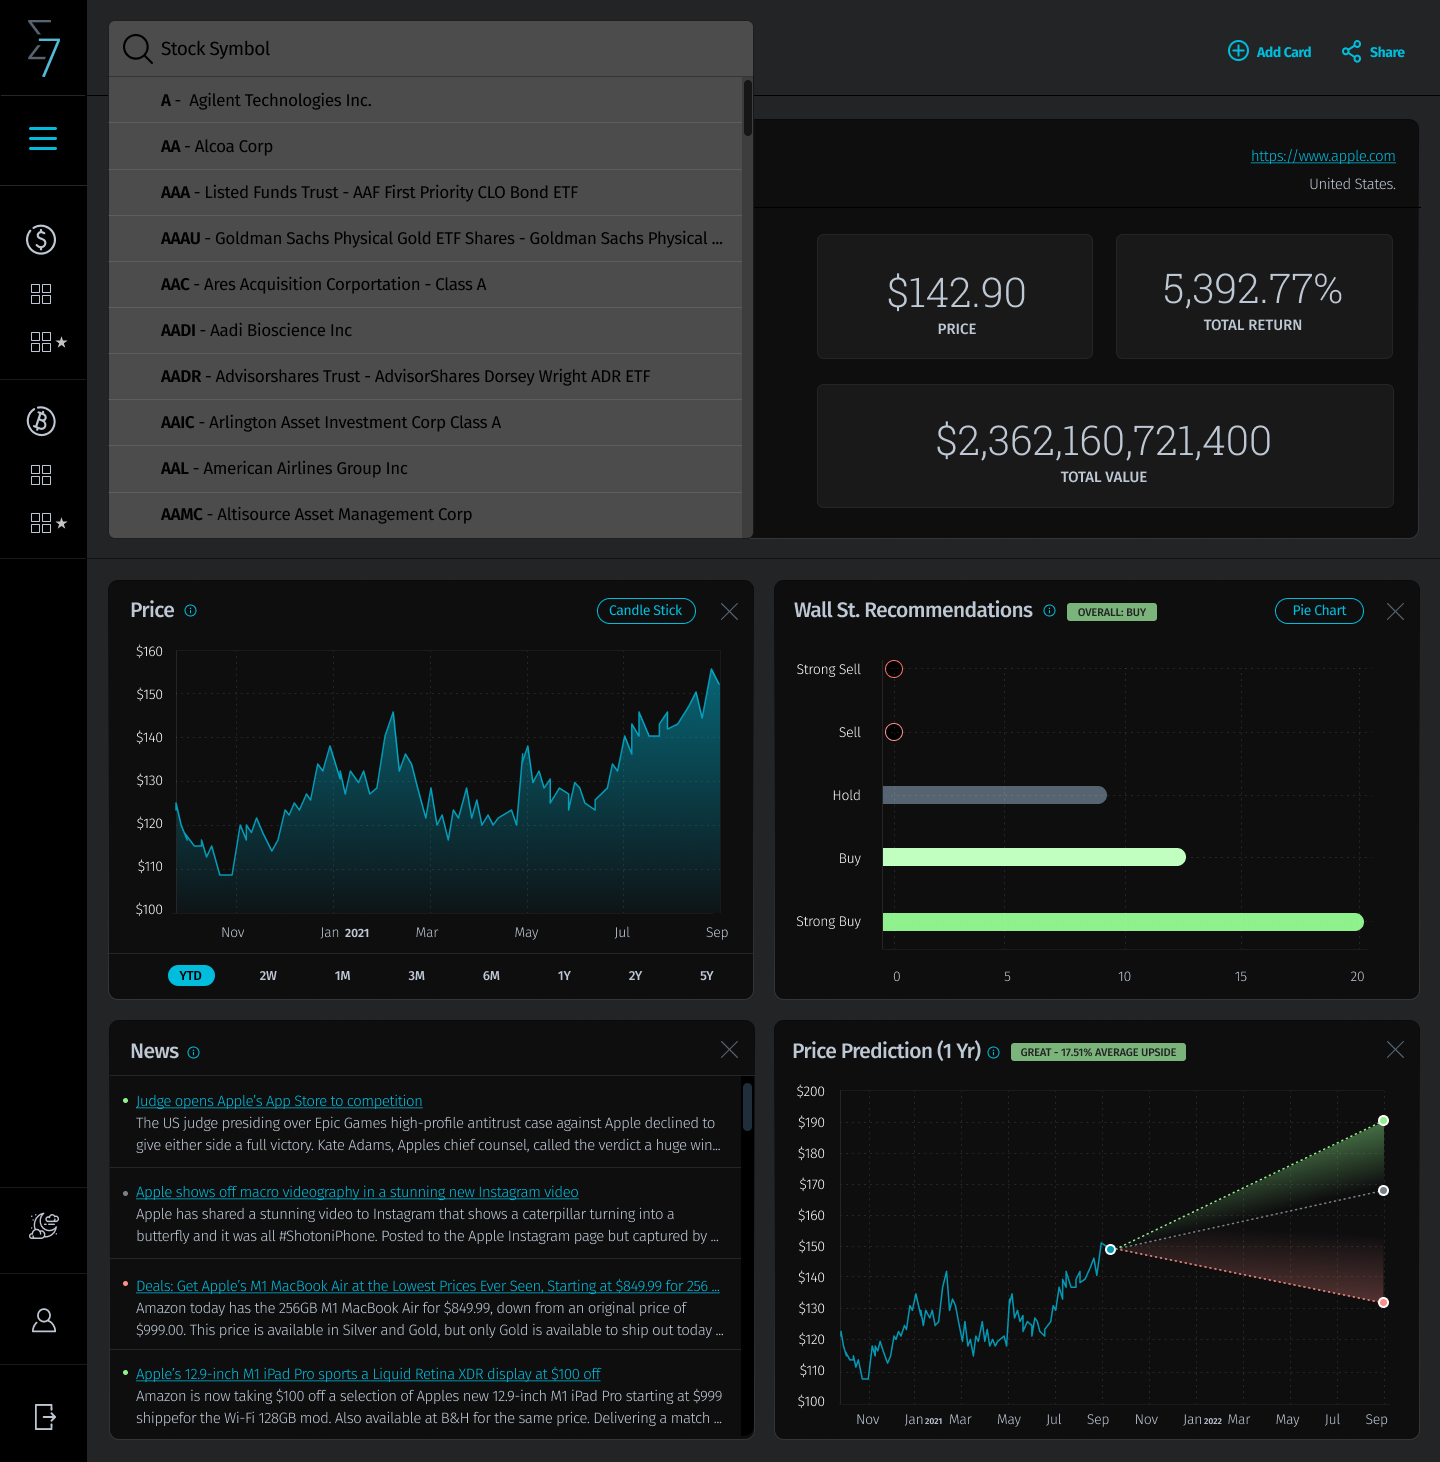 Stock Symbol
Add Card
Share
A - Agilent Technologies Inc.
AA - Alcoa Corp
AAA - Listed Funds Trust - AAF First Priority CLO Bond ETF
AAAU - Goldman Sachs Physical Gold ETF Shares - Goldman Sachs Physical ...
AAC - Ares Acquisition Corportation - Class A
AADI - Aadi Bioscience Inc
AADR - Advisorshares Trust - AdvisorShares Dorsey Wright ADR ETF
AAIC - Arlington Asset Investment Corp Class A
AAL - American Airlines Group Inc
AAMC - Altisource Asset Management Corp
https://www.apple.com
United States.
$142.90
PRICE
5,392.77%
TOTAL RETURN
$2,362,160,721,400
TOTAL VALUE
Price
Candle Stick
$160
$150
$140
$130
$120
$110
$100
Nov Jan 2021 Mar May Jul Sep
YTD 2W 1M 3M 6M 1Y 2Y 5Y
Wall St. Recommendations
OVERALL: BUY
Pie Chart
Strong Sell
Sell
Hold
Buy
Strong Buy
0 5 10 15 20
News
Judge opens Apple's App Store to competition
The US judge presiding over Epic Games high-profile antitrust case against Apple declined to
give either side a full victory. Kate Adams, Apples chief counsel, called the verdict a huge win...
Apple shows off macro videography in a stunning new Instagram video
Apple has shared a stunning video to Instagram that shows a caterpillar turning into a
butterfly and it was all #ShotoniPhone. Posted to the Apple Instagram page but captured by ...
Deals: Get Apple's M1 MacBook Air at the Lowest Prices Ever Seen, Starting at $849.99 for 256 ...
Amazon today has the 256GB M1 MacBook Air for $849.99, down from an original price of
$999.00. This price is available in Silver and Gold, but only Gold is available to ship out today ...
Apple's 12.9-inch M1 iPad Pro sports a Liquid Retina XDR display at $100 off
Amazon is now taking $100 off a selection of Apples new 12.9-inch M1 iPad Pro starting at $999
shippefor the Wi-Fi 128GB mod. Also available at B&H for the same price. Delivering a match ...
Price Prediction (1 Yr)
GREAT - 17.51% AVERAGE UPSIDE
$200
$190
$180
$170
$160
$150
$140
$130
$120
$110
$100
Nov Jan 2021 Mar May Jul Sep Nov Jan 2022 Mar May Jul Sep